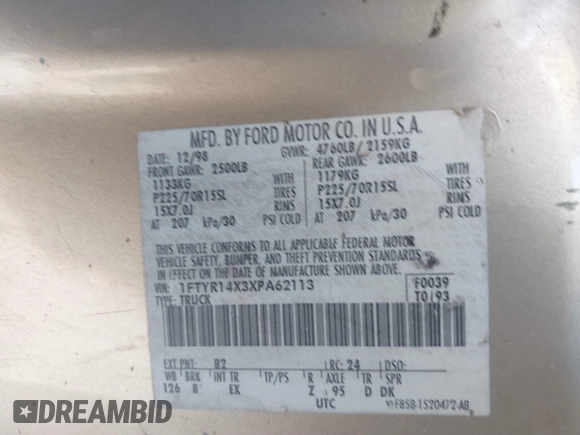 MFD. BY FORD MOTOR CO. IN U.S.A.
DATE: 12/98 GVWR: 4760LB/ 2159KG
FRONT GAWR: 2500LB REAR GAWR: 2600LB
1133KG WITH 1179KG WITH
P225/70R15SL TIRES P225/70R15SL TIRES
15X7.0J RIMS 15X7.0J RIMS
AT 207 kPa/30 PSI COLD AT 207 kPa/30 PSI COLD
THIS VEHICLE CONFORMS TO ALL APPLICABLE FEDERAL MOTOR
VEHICLE SAFETY, BUMPER, AND THEFT PREVENTION STANDARDS
IN EFFECT ON THE DATE OF MANUFACTURE SHOWN ABOVE.
VIN: 1FTYR14X3XPA62113 F0039
TYPE: TRUCK T0193
EXT PNT: B2 RC: 24 DSO:
WB BRK INT TR TP/PS R AXLE TR SPR
126 B EX Z 95 D DK
UTC F85B-1520472-AB
DREAMBID